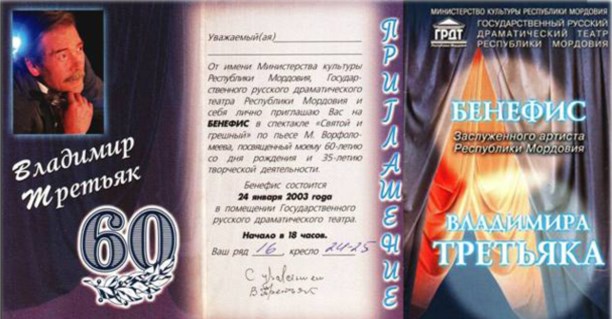 Владимир
Третьяк
60
Уважаемый(ая)
От имени Министерства культуры
Республики Мордовия, Государ-
ственного русского драматического
театра Республики Мордовия и
себя лично приглашаю Вас на
БЕНЕФИС в спектакле «Святой и
грешный» по пьесе М. Ворфоло-
меева, посвященный моему 60-летию
со дня рождения и 35-летию
творческой деятельности.
Бенефис состоится
24 января 2003 года
в помещении Государственного
русского драматического театра.
Начало в 18 часов.
Ваш ряд 16 кресло 24-25
С уважением
ВТретьяк
ПРИГЛАШЕНИЕ
МИНИСТЕРСТВО КУЛЬТУРЫ РЕСПУБЛИКИ МОРДОВИЯ
ГРДТ
ГОСУДАРСТВЕННЫЙ РУССКИЙ
ДРАМАТИЧЕСКИЙ ТЕАТР
РЕСПУБЛИКИ МОРДОВИЯ
БЕНЕФИС
Заслуженного артиста
Республики Мордовия
ВЛАДИМИРА
ТРЕТЬЯКА